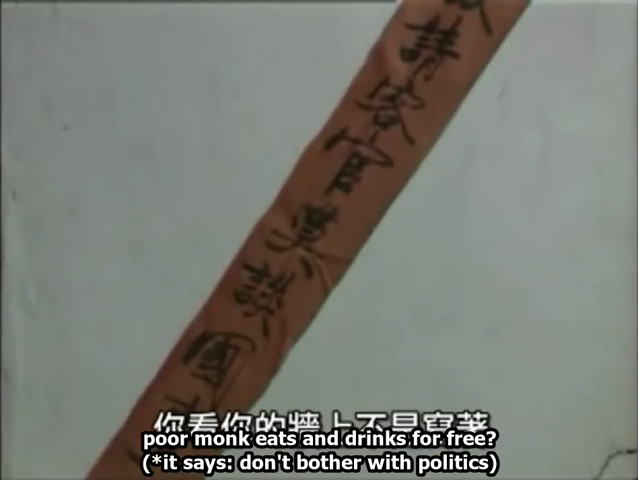 請客官莫談國
你看你的牆上不是寫著
poor monk eats and drinks for free?
(*it says: don't bother with politics)